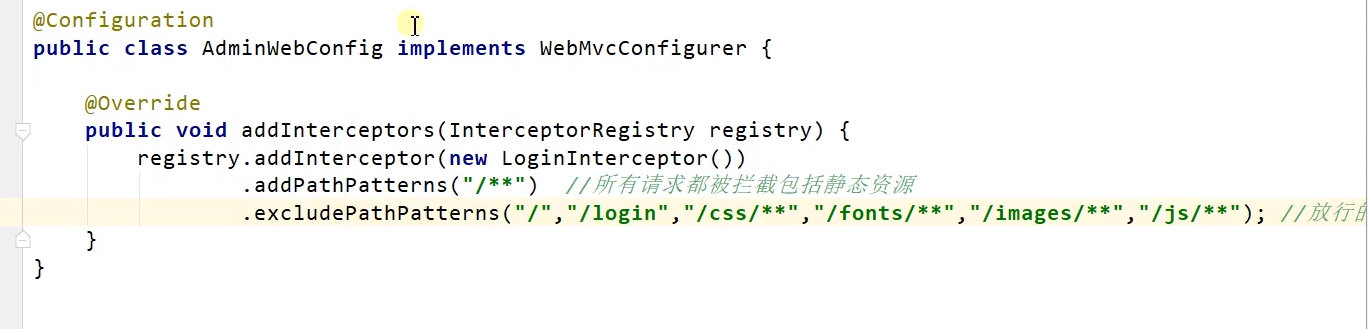 @Configuration
public class AdminWebConfig implements WebMvcConfigurer {
@Override
public void addInterceptors(InterceptorRegistry registry) {
registry.addInterceptor(new LoginInterceptor())
.addPathPatterns("/**") //所有请求都被拦截包括静态资源
.excludePathPatterns("/","/login","/css/**","/fonts/**","/images/**","/js/**"); //放行的
}
}